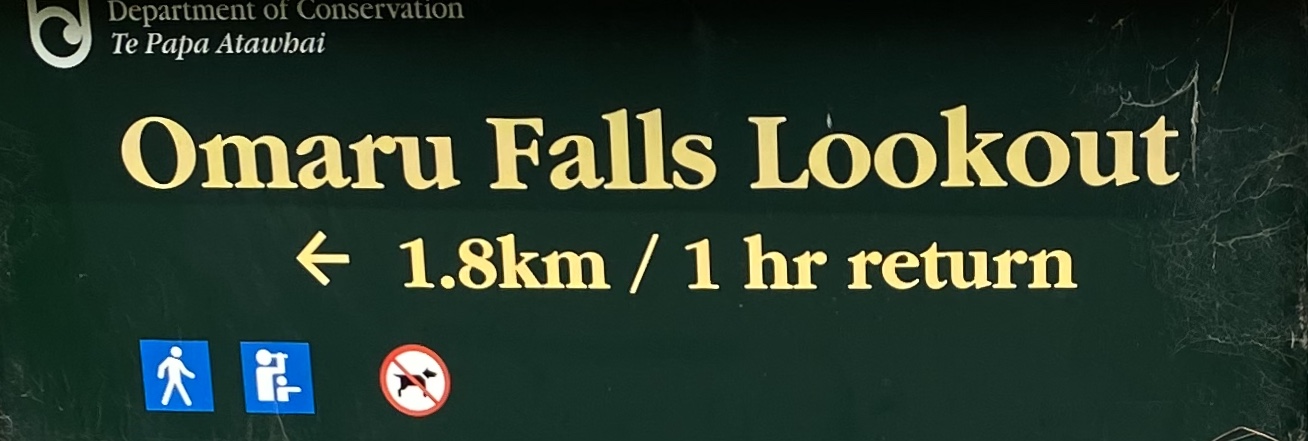 Department of Conservation
Te Papa Atawhai
Omaru Falls Lookout
← 1.8km / 1 hr return